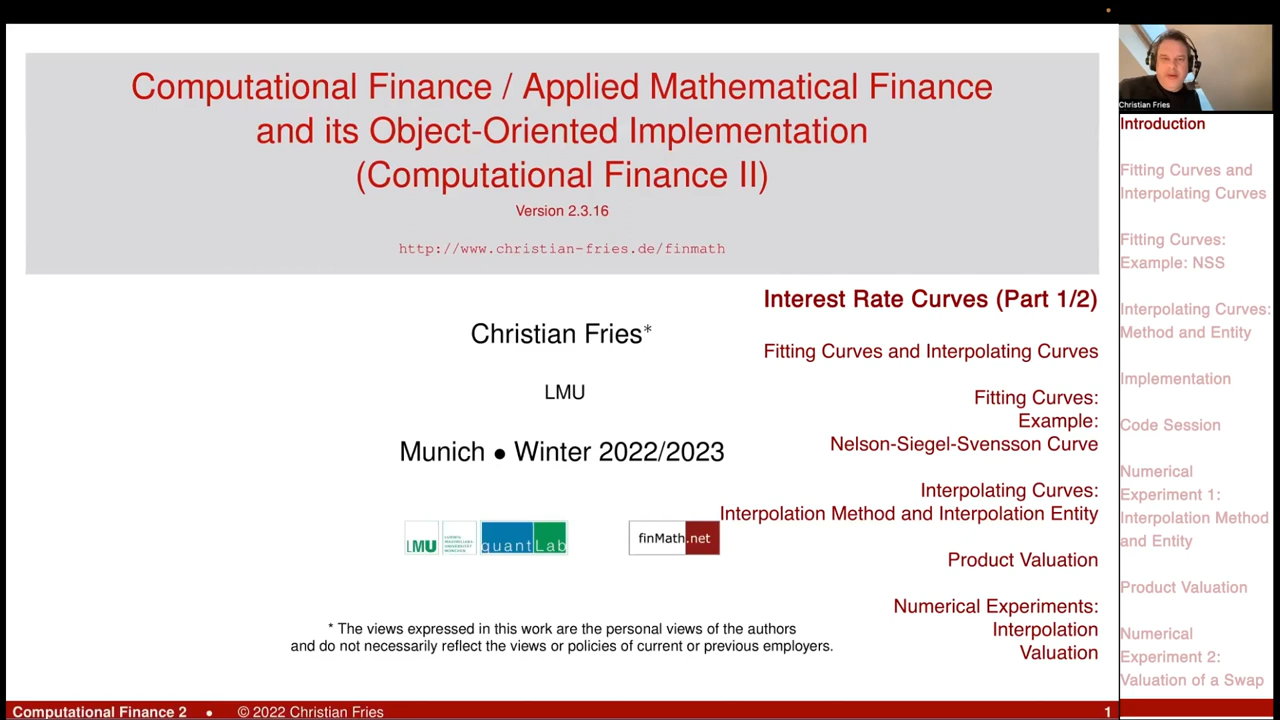 Computational Finance / Applied Mathematical Finance
and its Object-Oriented Implementation
(Computational Finance II)
Version 2.3.16
http://www.christian-fries.de/finmath
Christian Fries*
LMU
Munich • Winter 2022/2023
LMU
quantLab
finMath.net
* The views expressed in this work are the personal views of the authors
and do not necessarily reflect the views or policies of current or previous employers.
Interest Rate Curves (Part 1/2)
Fitting Curves and Interpolating Curves
Fitting Curves:
Example:
Nelson-Siegel-Svensson Curve
Interpolating Curves:
Interpolation Method and Interpolation Entity
Product Valuation
Numerical Experiments:
Interpolation
Valuation
Christian Fries
Introduction
Fitting Curves and
Interpolating Curves
Fitting Curves:
Example: NSS
Interpolating Curves:
Method and Entity
Implementation
Code Session
Numerical
Experiment 1:
Interpolation Method
and Entity
Product Valuation
Numerical
Experiment 2:
Valuation of a Swap
Computational Finance 2 • © 2022 Christian Fries
1